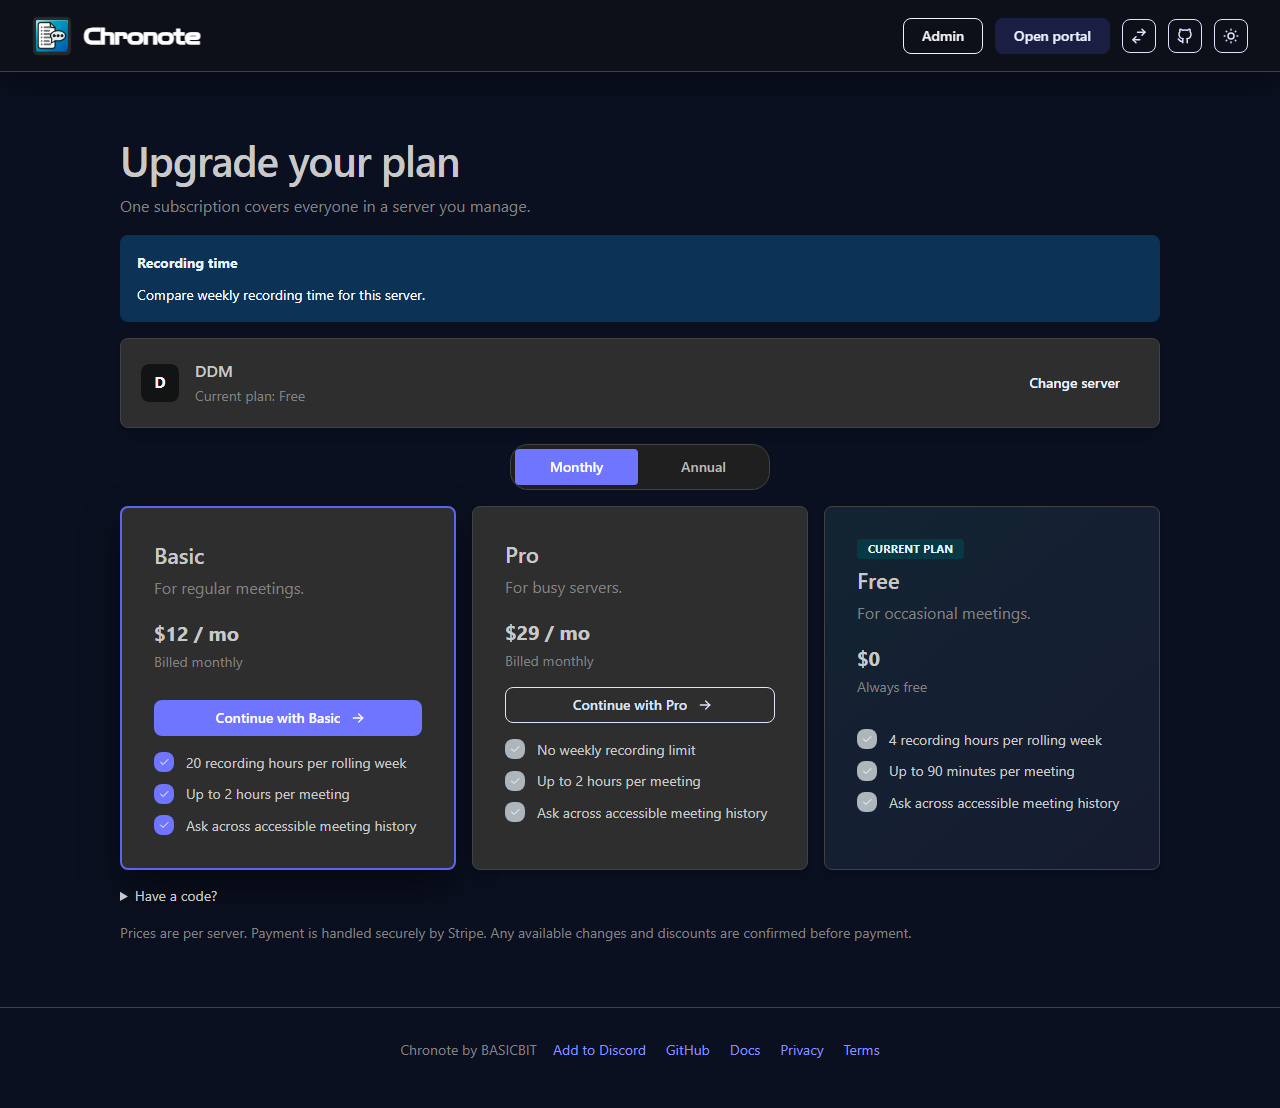 Chronote
Admin
Open portal
Upgrade your plan
One subscription covers everyone in a server you manage.
Recording time
Compare weekly recording time for this server.
D
DDM
Current plan: Free
Change server
Monthly
Annual
Basic
For regular meetings.
$12 / mo
Billed monthly
Continue with Basic →
20 recording hours per rolling week
Up to 2 hours per meeting
Ask across accessible meeting history
Pro
For busy servers.
$29 / mo
Billed monthly
Continue with Pro →
No weekly recording limit
Up to 2 hours per meeting
Ask across accessible meeting history
CURRENT PLAN
Free
For occasional meetings.
$0
Always free
4 recording hours per rolling week
Up to 90 minutes per meeting
Ask across accessible meeting history
Have a code?
Prices are per server. Payment is handled securely by Stripe. Any available changes and discounts are confirmed before payment.
Chronote by BASICBIT Add to Discord GitHub Docs Privacy Terms